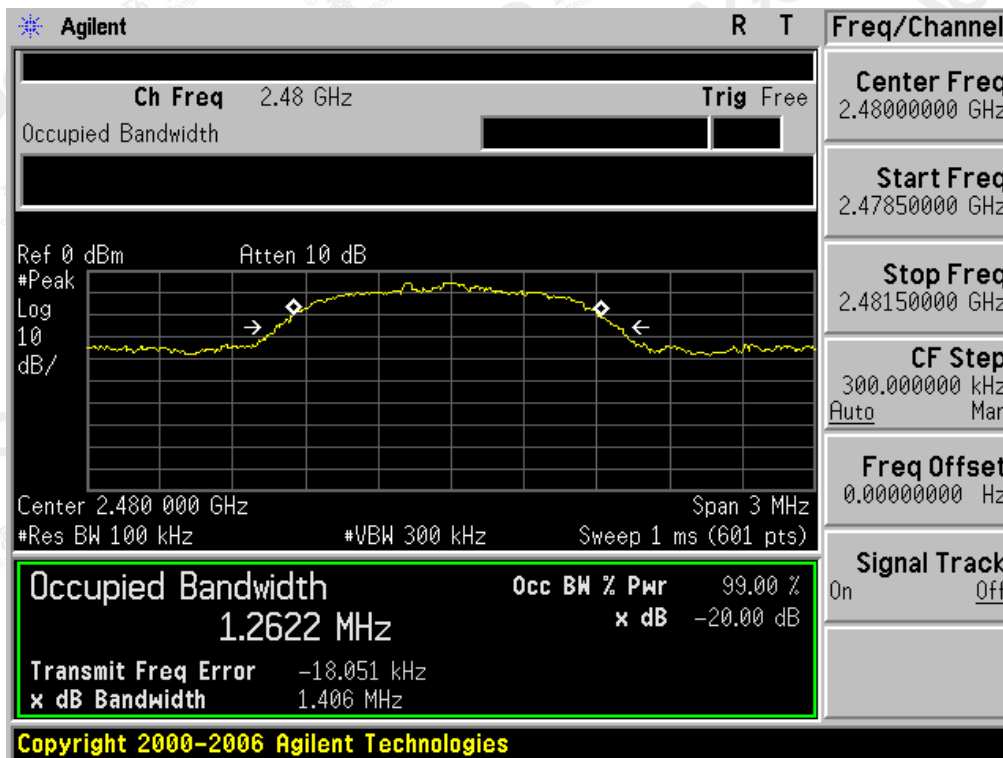 Agilent R T
Ch Freq 2.48 GHz Trig Free
Occupied Bandwidth
Ref 0 dBm Atten 10 dB
#Peak
Log
10
dB/
Center 2.480 000 GHz Span 3 MHz
#Res BW 100 kHz #VBW 300 kHz Sweep 1 ms (601 pts)
Occupied Bandwidth
1.2622 MHz
Occ BW % Pwr 99.00 %
x dB -20.00 dB
Transmit Freq Error -18.051 kHz
x dB Bandwidth 1.406 MHz
Copyright 2000-2006 Agilent Technologies
Freq/Channel
Center Freq
2.48000000 GHz
Start Freq
2.47850000 GHz
Stop Freq
2.48150000 GHz
CF Step
300.000000 kHz
Auto Man
Freq Offset
0.00000000 Hz
Signal Track
On Off